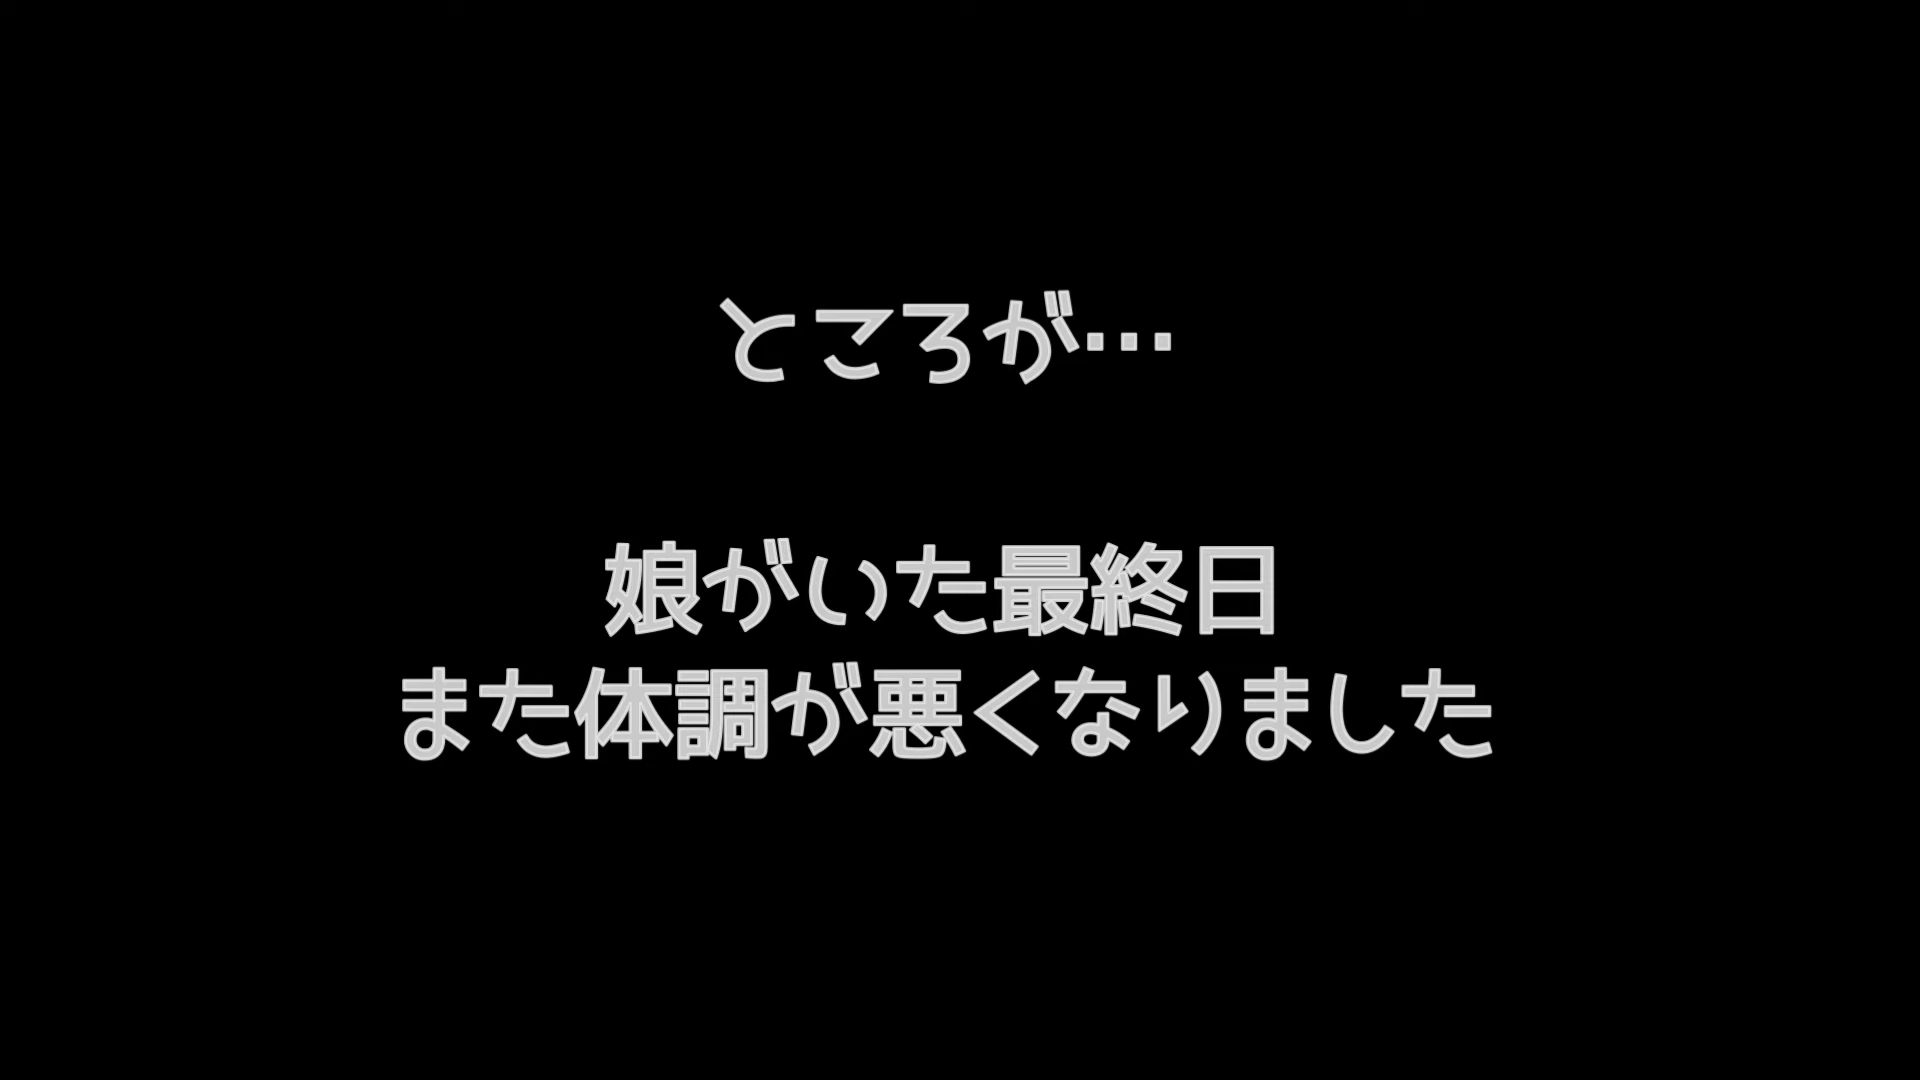 ところが…
娘がいた最終日
また体調が悪くなりました